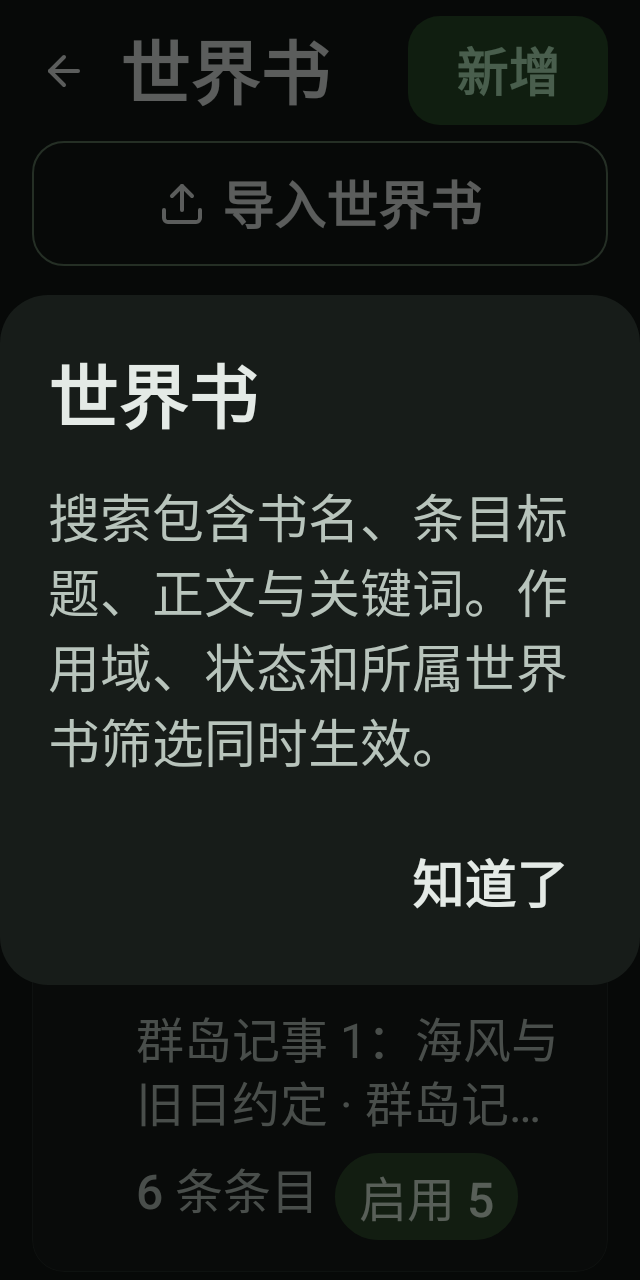 世界书
新增
导入世界书
世界书
搜索包含书名、条目标
题、正文与关键词。作
用域、状态和所属世界
书筛选同时生效。
知道了
群岛记事 1：海风与
旧日约定 · 群岛记…
6 条条目
启用 5